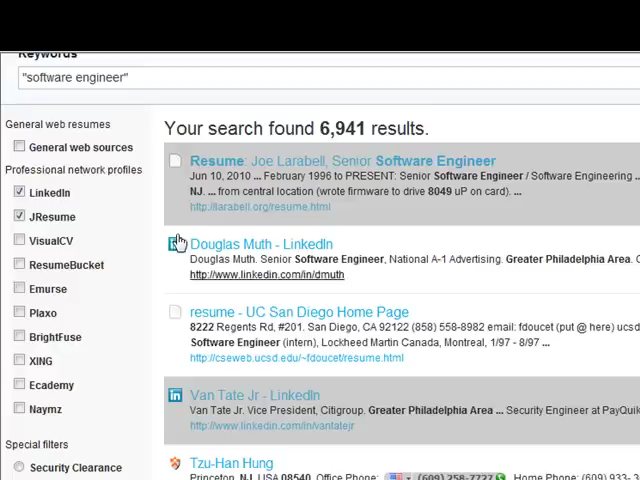 Keywords
"software engineer"
General web resumes
General web sources
Professional network profiles
LinkedIn
JResume
VisualCV
ResumeBucket
Emurse
Plaxo
BrightFuse
XING
Ecademy
Naymz
Special filters
Security Clearance
Your search found 6,941 results.
Resume: Joe Larabell, Senior Software Engineer
Jun 10, 2010 ... February 1996 to PRESENT: Senior Software Engineer / Software Engineering ...
NJ. ... from central location (wrote firmware to drive 8049 uP on card). ...
http://larabell.org/resume.html
Douglas Muth - LinkedIn
Douglas Muth. Senior Software Engineer, National A-1 Advertising. Greater Philadelphia Area.
http://www.linkedin.com/in/dmuth
resume - UC San Diego Home Page
8222 Regents Rd, #201. San Diego, CA 92122 (858) 558-8982 email: fdoucet (put @ here) ucsd
Software Engineer (intern), Lockheed Martin Canada, Montreal, 1/97 - 8/97 ...
http://cseweb.ucsd.edu/~fdoucet/resume.html
Van Tate Jr - LinkedIn
Van Tate Jr. Vice President, Citigroup. Greater Philadelphia Area ... Security Engineer at PayQuik
http://www.linkedin.com/in/vantatejr
Tzu-Han Hung
Princeton, NJ, USA 08540. Office Phone: (609) 258-7727 Home Phone: (609) 933-